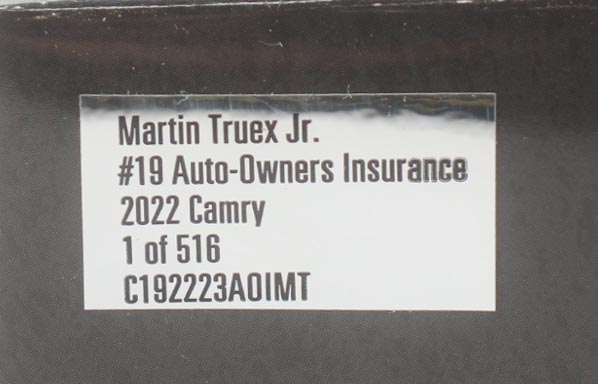 Martin Truex Jr.
#19 Auto-Owners Insurance
2022 Camry
1 of 516
C192223AOIMT